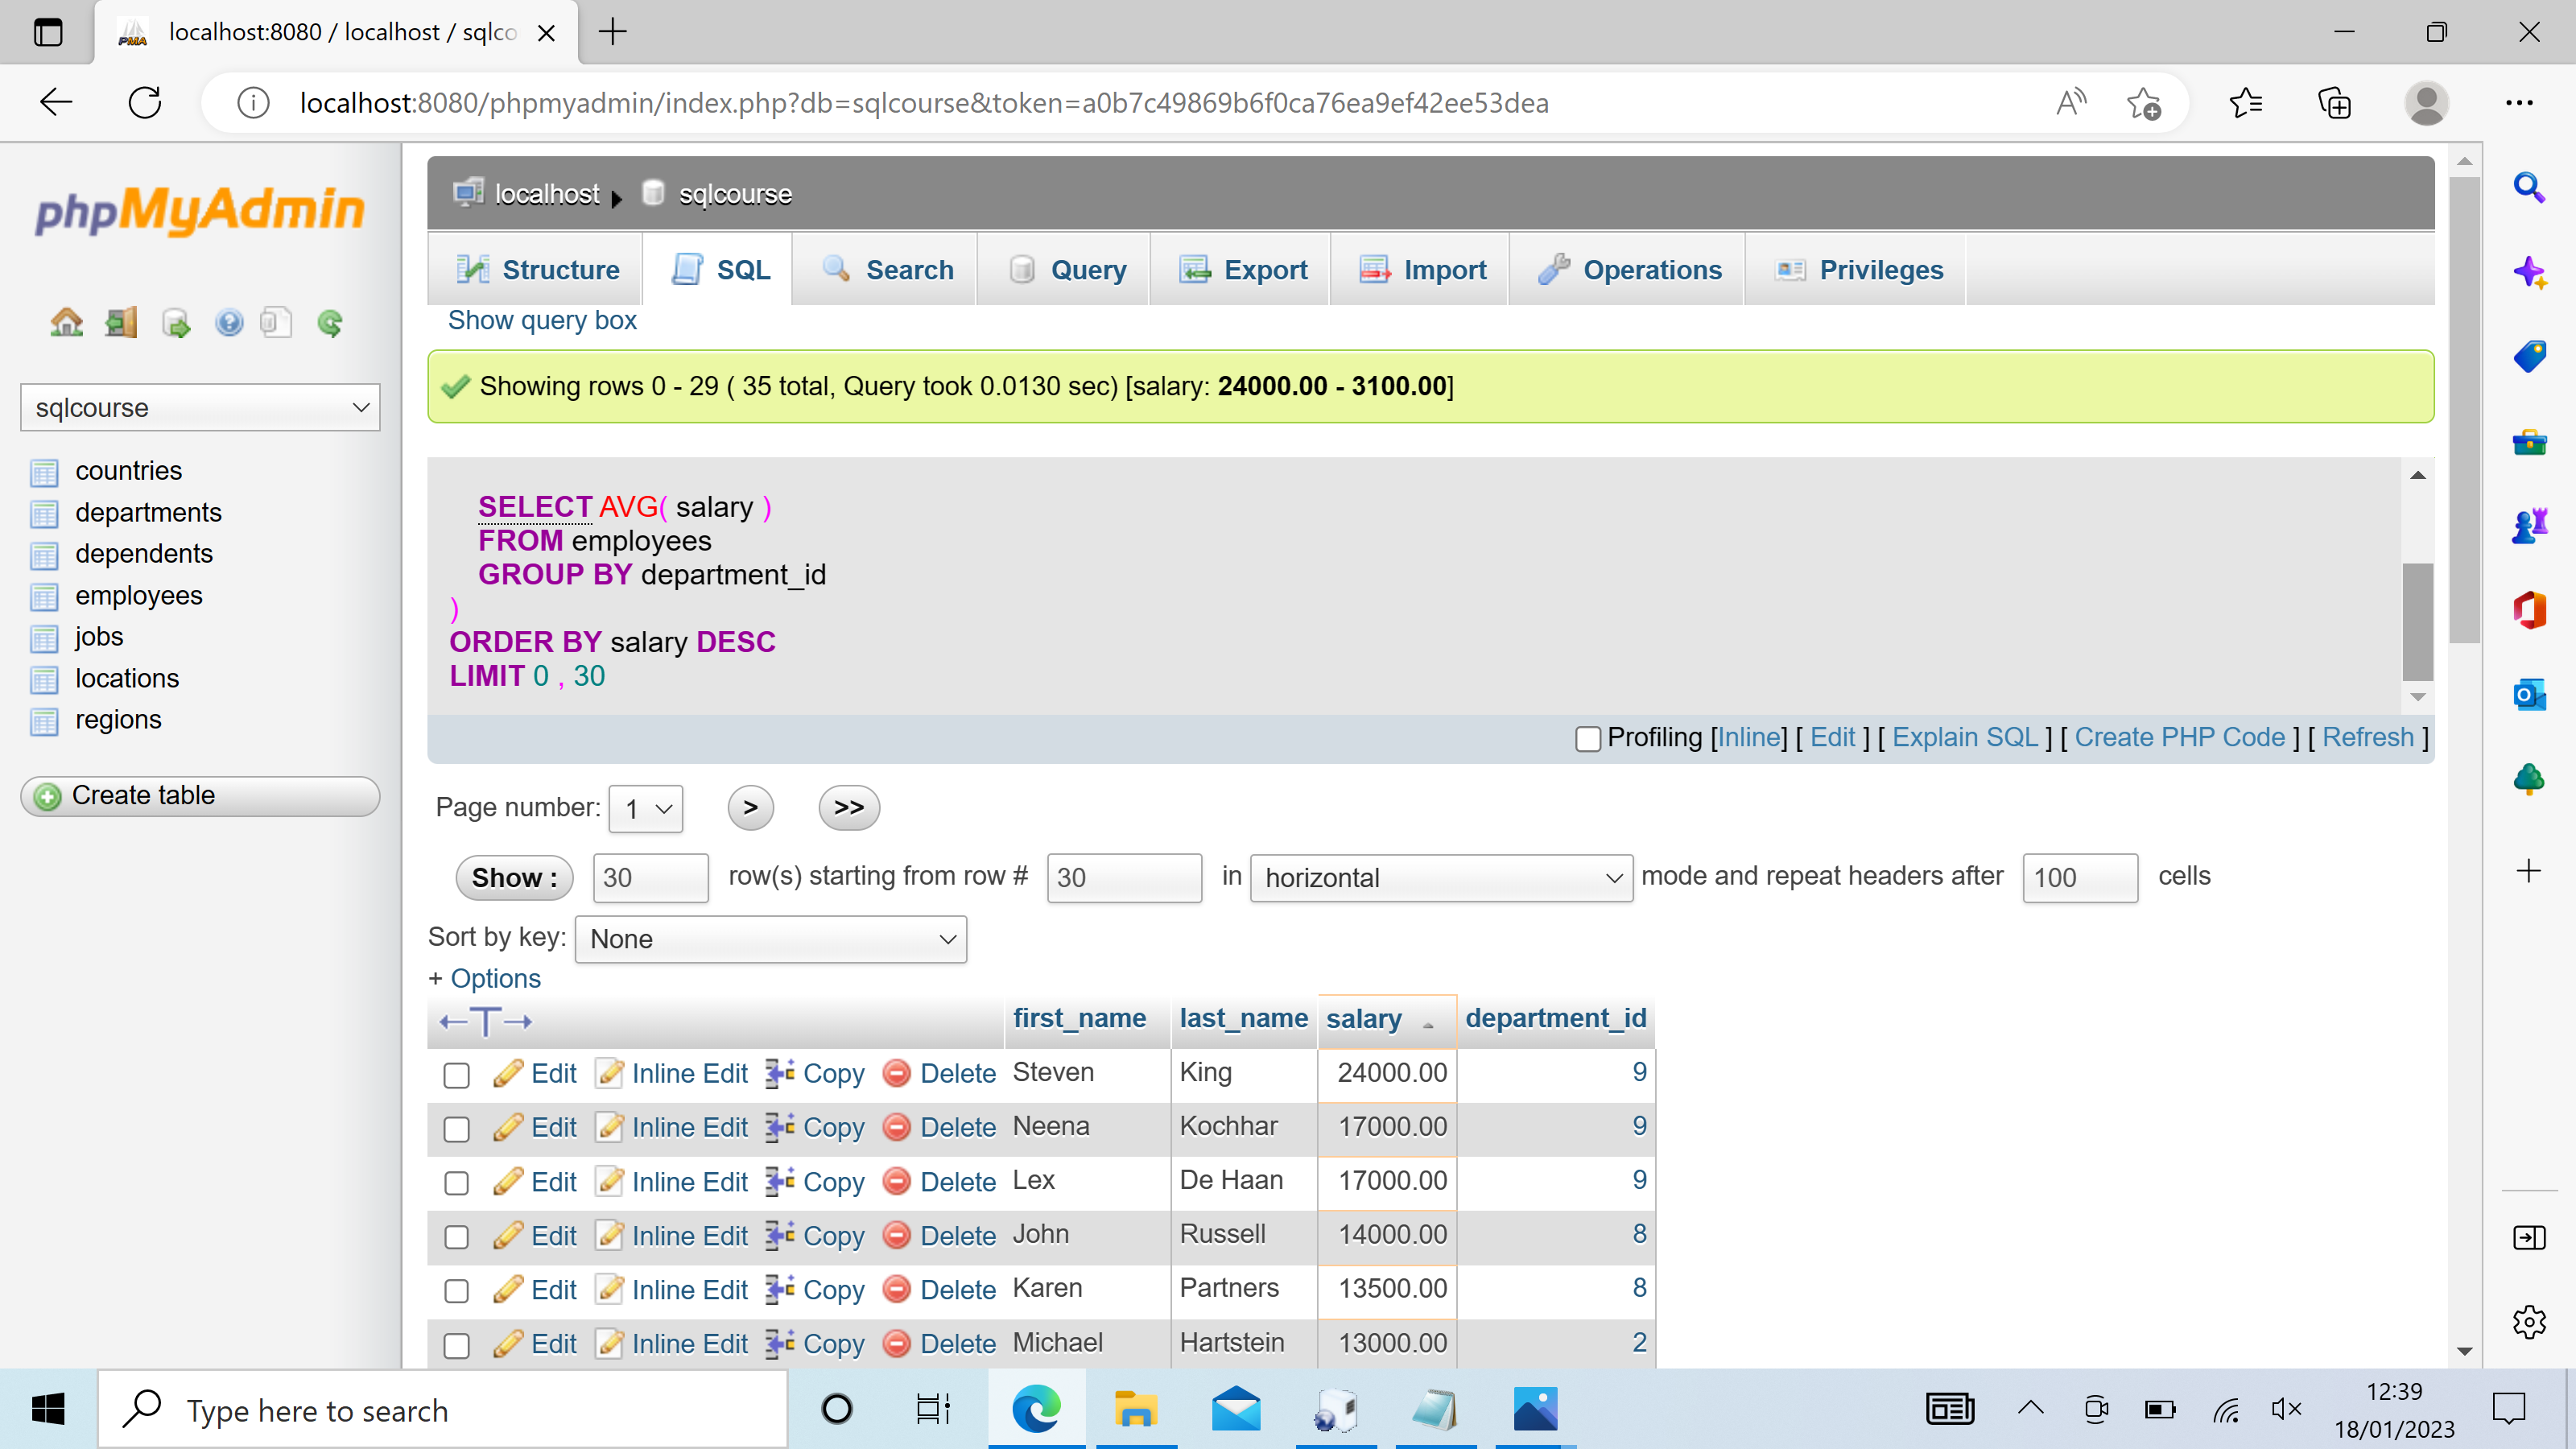 localhost:8080 / localhost / sqlco
localhost:8080/phpmyadmin/index.php?db=sqlcourse&token=a0b7c49869b6f0ca76ea9ef42ee53dea
phpMyAdmin
sqlcourse
countries
departments
dependents
employees
jobs
locations
regions
Create table
localhost sqlcourse
Structure SQL Search Query Export Import Operations Privileges
Show query box
Showing rows 0 - 29 ( 35 total, Query took 0.0130 sec) [salary: 24000.00 - 3100.00]
SELECT AVG( salary )
FROM employees
GROUP BY department_id
)
ORDER BY salary DESC
LIMIT 0 , 30
Profiling [Inline] [ Edit ] [ Explain SQL ] [ Create PHP Code ] [ Refresh ]
Page number: 1 > >>
Show : 30 row(s) starting from row # 30 in horizontal mode and repeat headers after 100 cells
Sort by key: None
+ Options
first_name last_name salary department_id
Edit Inline Edit Copy Delete Steven King 24000.00 9
Edit Inline Edit Copy Delete Neena Kochhar 17000.00 9
Edit Inline Edit Copy Delete Lex De Haan 17000.00 9
Edit Inline Edit Copy Delete John Russell 14000.00 8
Edit Inline Edit Copy Delete Karen Partners 13500.00 8
Edit Inline Edit Copy Delete Michael Hartstein 13000.00 2
Type here to search
12:39
18/01/2023